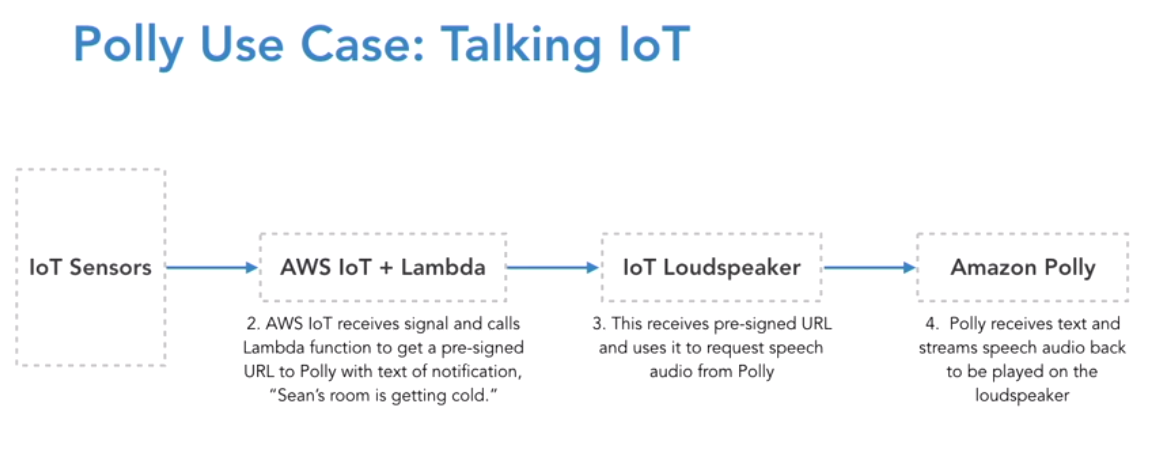 Polly Use Case: Talking IoT
IoT Sensors
AWS IoT + Lambda
2. AWS IoT receives signal and calls
Lambda function to get a pre-signed
URL to Polly with text of notification,
“Sean’s room is getting cold.”
IoT Loudspeaker
3. This receives pre-signed URL
and uses it to request speech
audio from Polly
Amazon Polly
4. Polly receives text and
streams speech audio back
to be played on the
loudspeaker